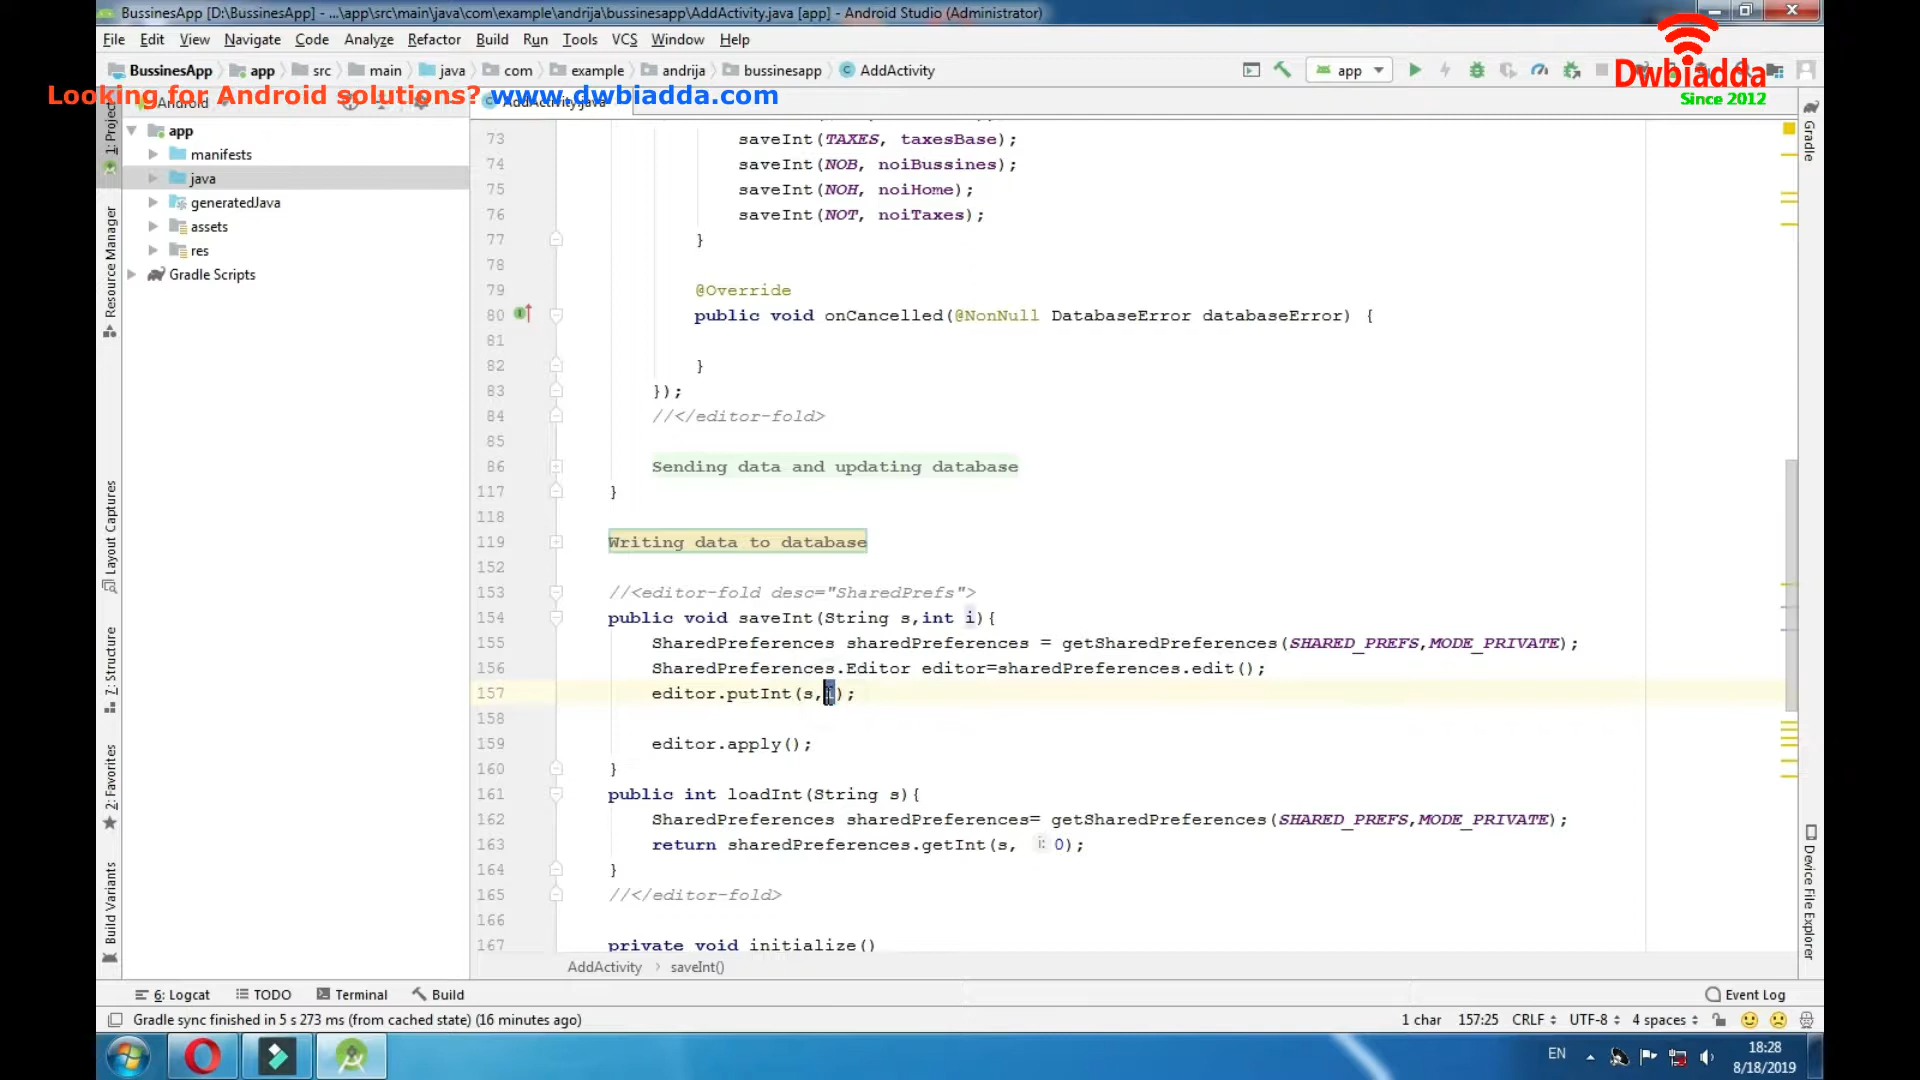 BussinesApp [D:\BussinesApp] - ...\app\src\main\java\com\example\andrija\bussinesapp\AddActivity.java [app] - Android Studio (Administrator)
File Edit View Navigate Code Analyze Refactor Build Run Tools VCS Window Help
BussinesApp app src main java com example andrija bussinesapp AddActivity
app
Dwbiadda
Since 2012
Looking for Android solutions? www.dwbiadda.com
Android
AddActivity.java
1: Project
Resource Manager
Layout Captures
7: Structure
2: Favorites
Build Variants
Gradle
Device File Explorer
app
manifests
java
generatedJava
assets
res
Gradle Scripts
73 saveInt(TAXES, taxesBase);
74 saveInt(NOB, noiBussines);
75 saveInt(NOH, noiHome);
76 saveInt(NOT, noiTaxes);
77 }
78
79 @Override
80 public void onCancelled(@NonNull DatabaseError databaseError) {
81
82 }
83 });
84 //</editor-fold>
85
86 Sending data and updating database
117 }
118
119 Writing data to database
152
153 //<editor-fold desc="SharedPrefs">
154 public void saveInt(String s,int i){
155 SharedPreferences sharedPreferences = getSharedPreferences(SHARED_PREFS,MODE_PRIVATE);
156 SharedPreferences.Editor editor=sharedPreferences.edit();
157 editor.putInt(s,i);
158
159 editor.apply();
160 }
161 public int loadInt(String s){
162 SharedPreferences sharedPreferences= getSharedPreferences(SHARED_PREFS,MODE_PRIVATE);
163 return sharedPreferences.getInt(s, i: 0);
164 }
165 //</editor-fold>
166
167 private void initialize()
AddActivity saveInt()
6: Logcat TODO Terminal Build Event Log
Gradle sync finished in 5 s 273 ms (from cached state) (16 minutes ago) 1 char 157:25 CRLF UTF-8 4 spaces
EN 18:28
8/18/2019